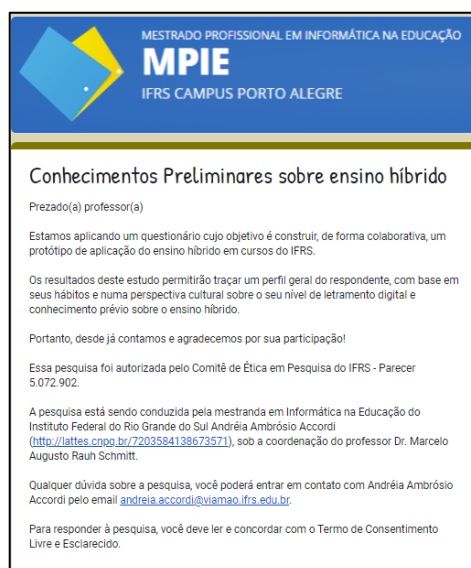 MESTRADO PROFISSIONAL EM INFORMÁTICA NA EDUCAÇÃO
MPIE
IFRS CAMPUS PORTO ALEGRE
Conhecimentos Preliminares sobre ensino híbrido
Prezado(a) professor(a)
Estamos aplicando um questionário cujo objetivo é construir, de forma colaborativa, um
protótipo de aplicação do ensino híbrido em cursos do IFRS.
Os resultados deste estudo permitirão traçar um perfil geral do respondente, com base em
seus hábitos e numa perspectiva cultural sobre o seu nível de letramento digital e
conhecimento prévio sobre o ensino híbrido.
Portanto, desde já contamos e agradecemos por sua participação!
Essa pesquisa foi autorizada pelo Comitê de Ética em Pesquisa do IFRS - Parecer
5.072.902.
A pesquisa está sendo conduzida pela mestranda em Informática na Educação do
Instituto Federal do Rio Grande do Sul Andréia Ambrósio Accordi
(http://lattes.cnpq.br/7203584138673571), sob a coordenação do professor Dr. Marcelo
Augusto Rauh Schmitt.
Qualquer dúvida sobre a pesquisa, você poderá entrar em contato com Andréia Ambrósio
Accordi pelo email andreia.accordi@viamao.ifrs.edu.br.
Para responder à pesquisa, você deve ler e concordar com o Termo de Consentimento
Livre e Esclarecido.